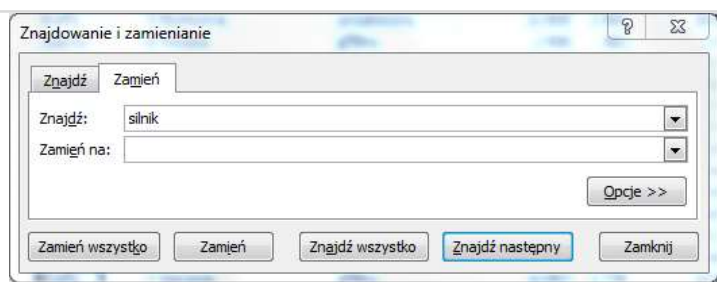 Znajdowanie i zamienianie
Znajdź Zamień
Znajdź: silnik
Zamień na:
Opcje >>
Zamień wszystko Zamień Znajdź wszystko Znajdź następny Zamknij